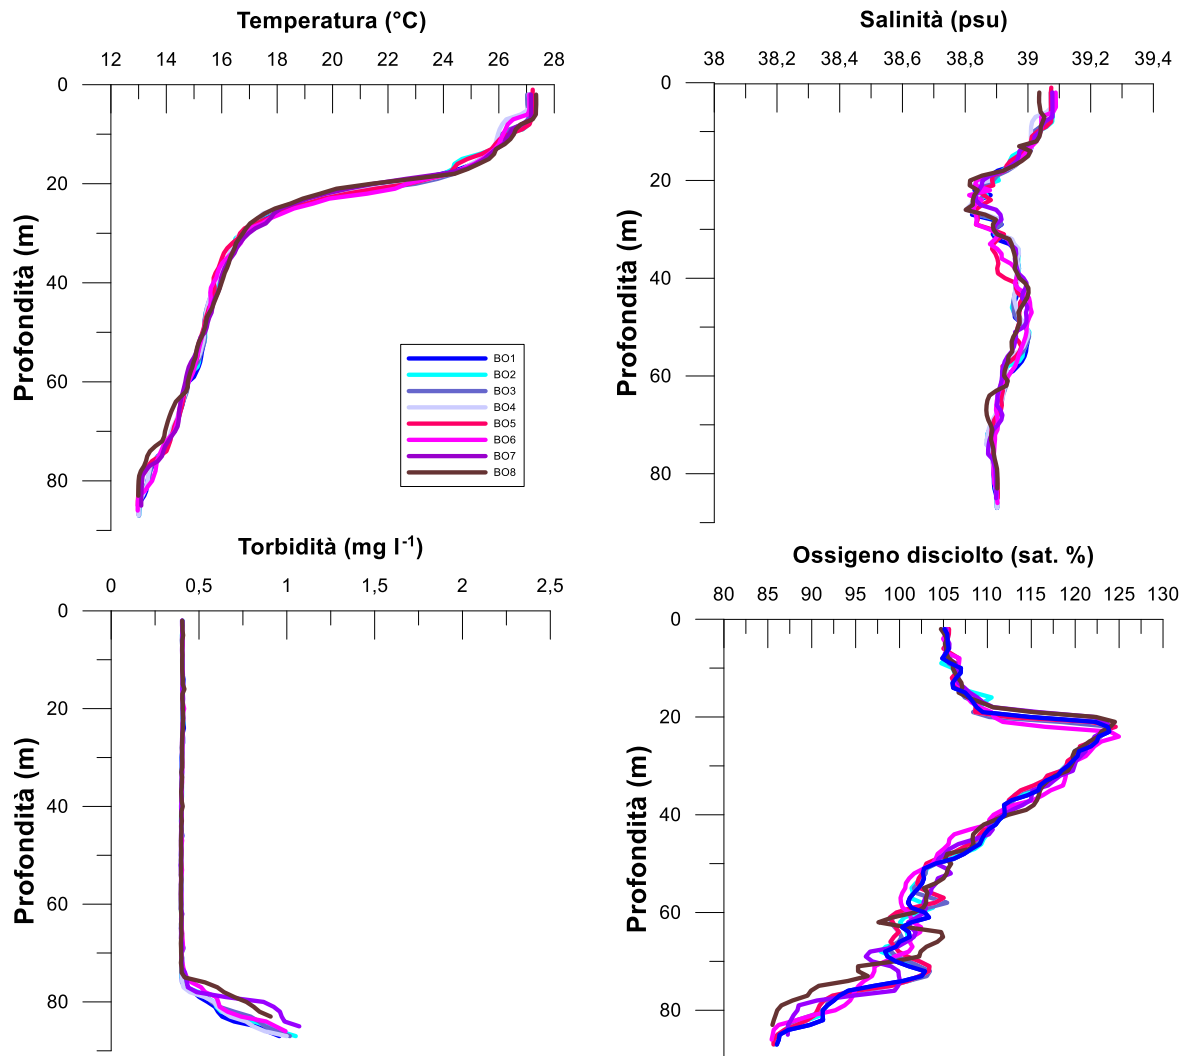 Temperatura (°C)
12 14 16 18 20 22 24 26 28
0
20
40
60
80
Profondità (m)
BO1
BO2
BO3
BO4
BO5
BO6
BO7
BO8
Salinità (psu)
38 38,2 38,4 38,6 38,8 39 39,2 39,4
0
20
40
60
80
Profondità (m)
Torbidità (mg l-1)
0 0,5 1 1,5 2 2,5
0
20
40
60
80
Profondità (m)
Ossigeno disciolto (sat. %)
80 85 90 95 100 105 110 115 120 125 130
0
20
40
60
80
Profondità (m)